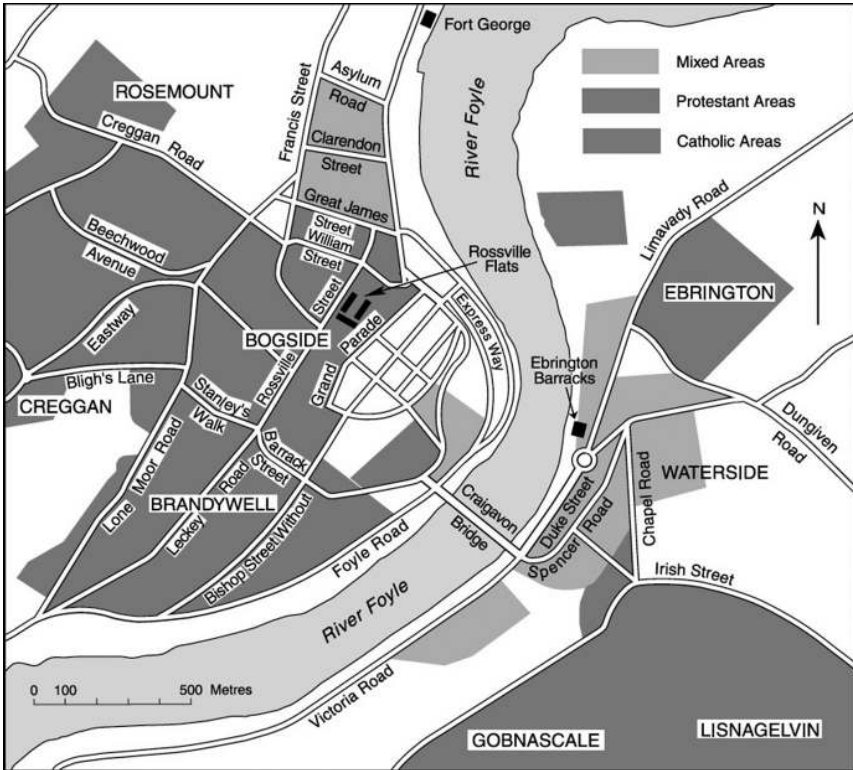 Fort George
Mixed Areas
Protestant Areas
Catholic Areas
ROSEMOUNT
Creggan Road
Francis Street
Asylum
Road
Clarendon
Street
Great James
Street
William
Street
River Foyle
Limavady Road
N
Beechwood
Avenue
Rossville
Flats
EBRINGTON
Eastway
BOGSIDE
Rossville Street
Grand Parade
Express Way
Ebrington
Barracks
Bligh's Lane
CREGGAN
Stanley's
Walk
Barrack
Street
Lone Moor Road
BRANDYWELL
Leckey Road
Bishop Street Without
Foyle Road
Craigavon
Bridge
Duke Street
Spencer Road
Chapel Road
WATERSIDE
Dungiven
Road
Irish Street
River Foyle
Victoria Road
0 100 500 Metres
GOBNASCALE
LISNAGELVIN